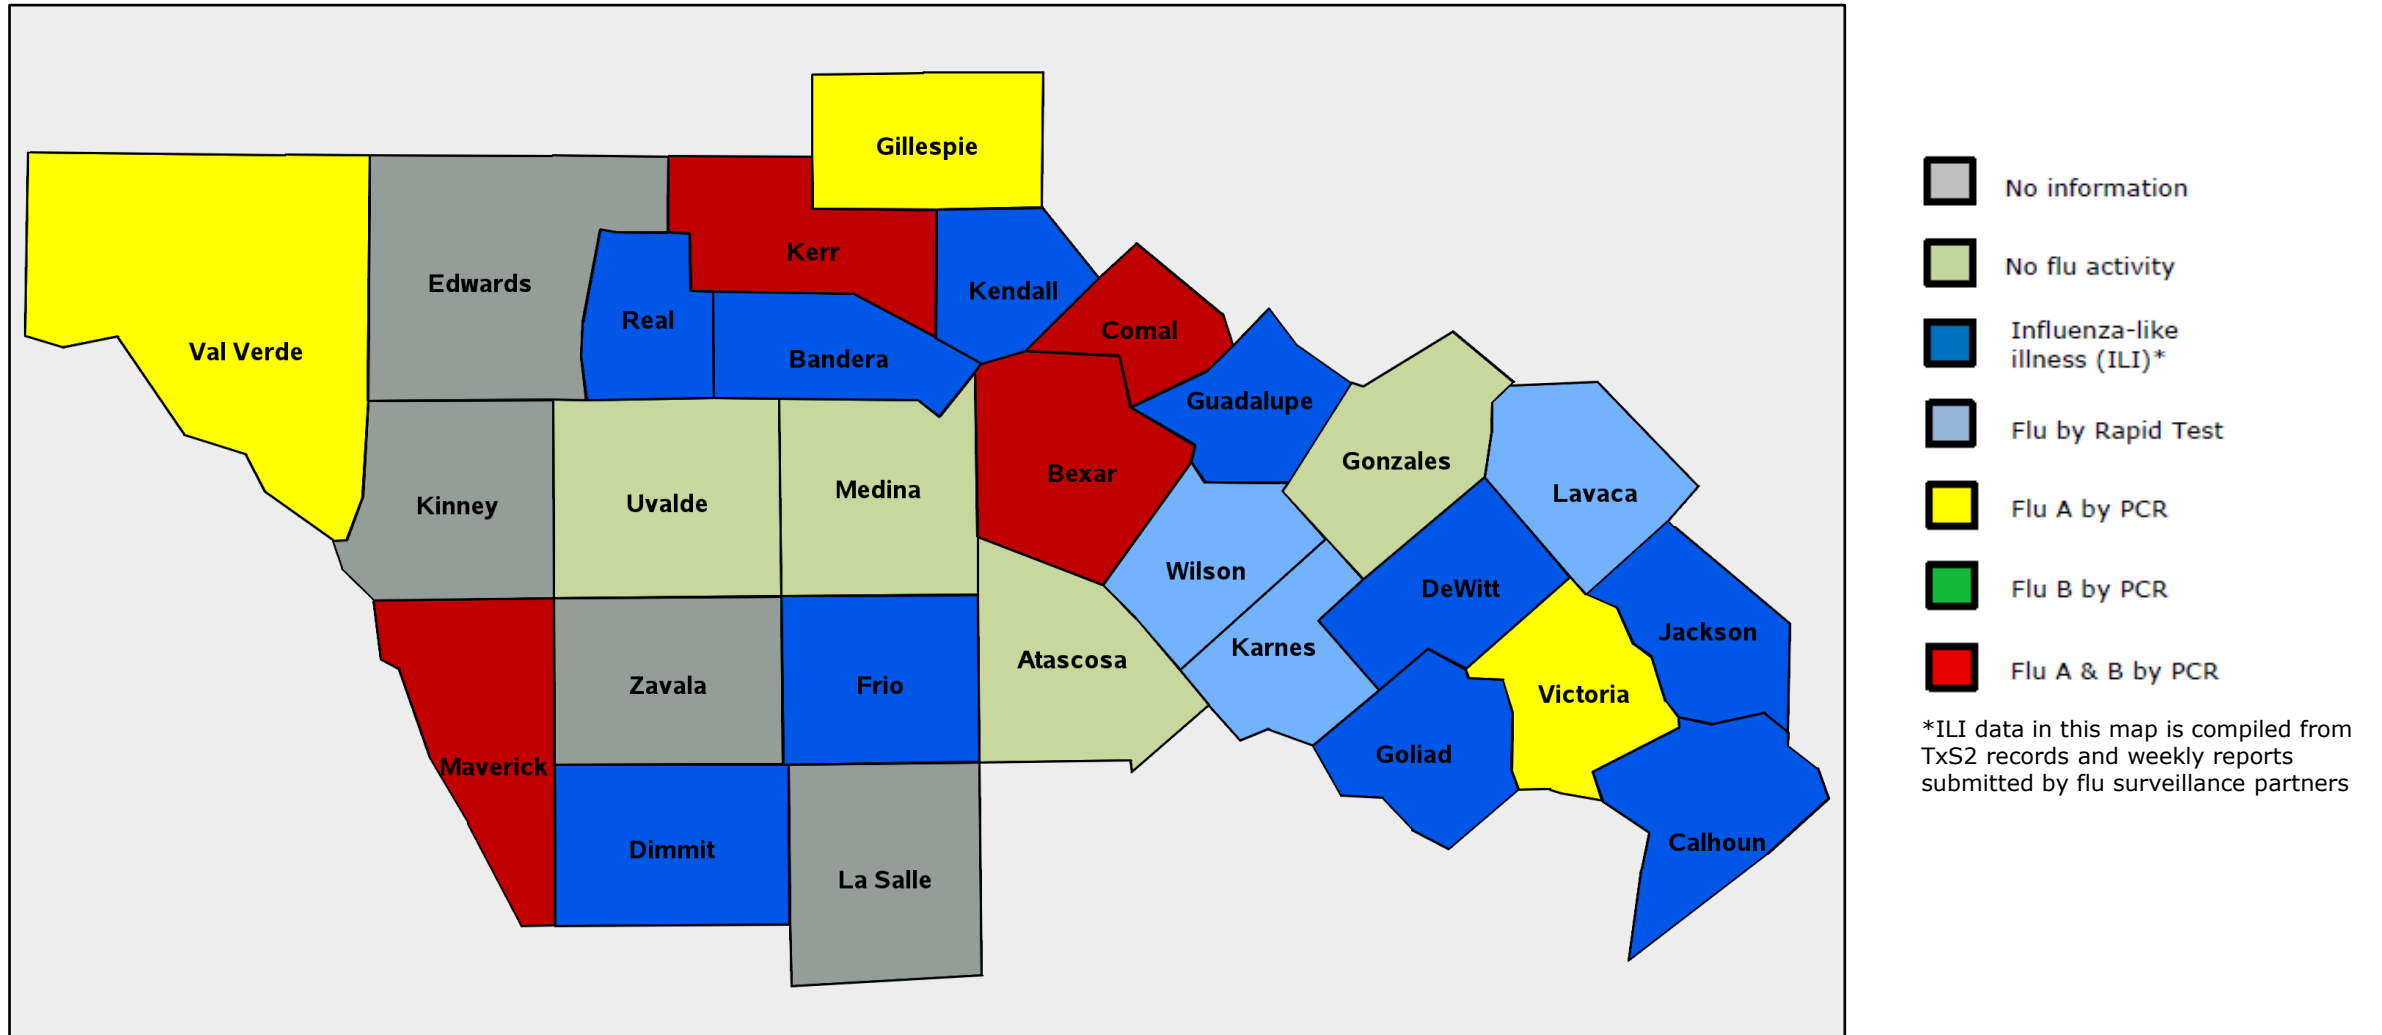 Gillespie
Kerr
Edwards
Kendall
Real
Comal
Val Verde
Bandera
Guadalupe
Gonzales
Bexar
Medina
Lavaca
Uvalde
Kinney
Wilson
DeWitt
Jackson
Karnes
Atascosa
Zavala
Frio
Victoria
Goliad
Maverick
Calhoun
Dimmit
La Salle
No information
No flu activity
Influenza-like
illness (ILI)*
Flu by Rapid Test
Flu A by PCR
Flu B by PCR
Flu A & B by PCR
*ILI data in this map is compiled from
TxS2 records and weekly reports
submitted by flu surveillance partners